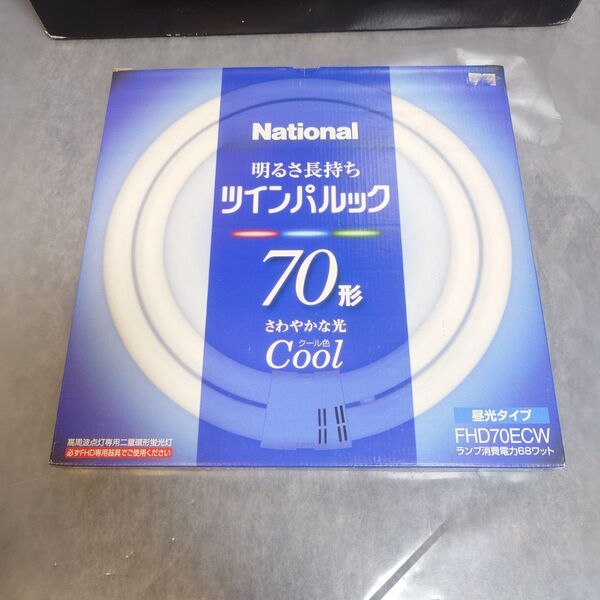 National
明るさ長持ち
ツインパルック
70形
さわやかな光
クール色
Cool
高周波点灯専用二重環形蛍光灯
必ずFHD専用器具でご使用ください
昼光タイプ
FHD70ECW
ランプ消費電力68ワット